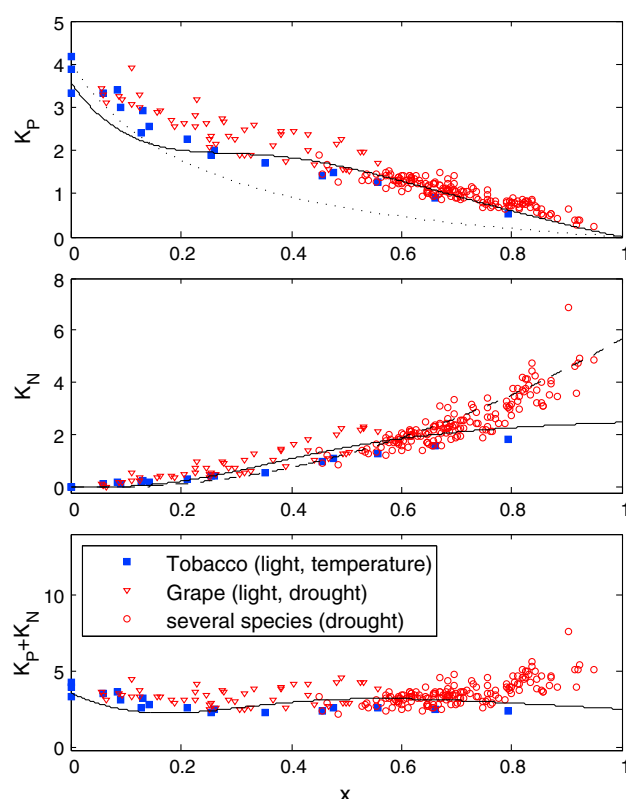 5
4
3
2
1
0
K_P
0 0.2 0.4 0.6 0.8 1
8
6
4
2
0
K_N
0 0.2 0.4 0.6 0.8 1
10
5
0
K_P+K_N
Tobacco (light, temperature)
Grape (light, drought)
several species (drought)
0 0.2 0.4 0.6 0.8 1
x